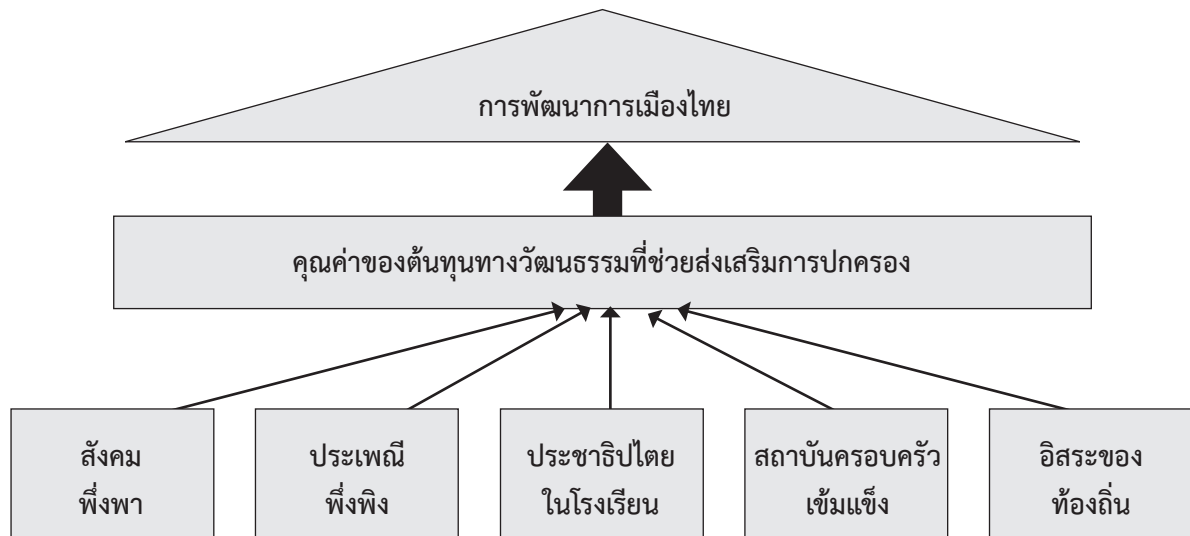 การพัฒนาการเมืองไทย
คุณค่าของต้นทุนทางวัฒนธรรมที่ช่วยส่งเสริมการปกครอง
สังคม
พึ่งพา
ประเพณี
พึ่งพิง
ประชาธิปไตย
ในโรงเรียน
สถาบันครอบครัว
เข้มแข็ง
อิสระของ
ท้องถิ่น